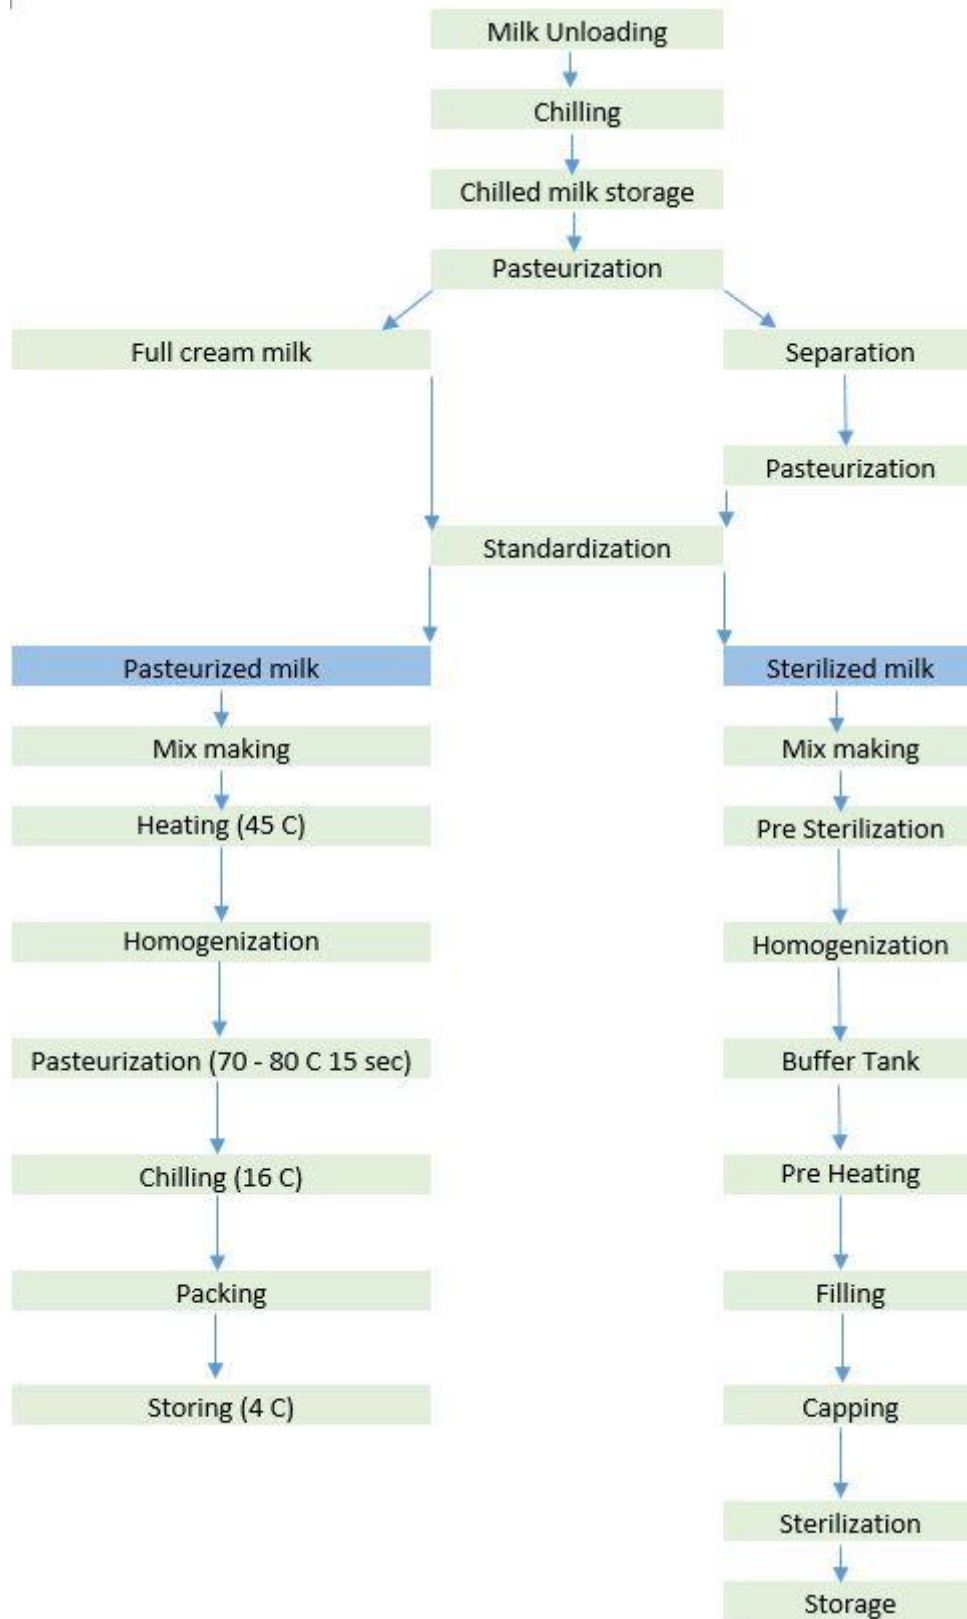 Milk Unloading
Chilling
Chilled milk storage
Pasteurization
Full cream milk
Separation
Pasteurization
Standardization
Pasteurized milk
Sterilized milk
Mix making
Mix making
Heating (45 C)
Pre Sterilization
Homogenization
Homogenization
Pasteurization (70 - 80 C 15 sec)
Buffer Tank
Chilling (16 C)
Pre Heating
Packing
Filling
Storing (4 C)
Capping
Sterilization
Storage